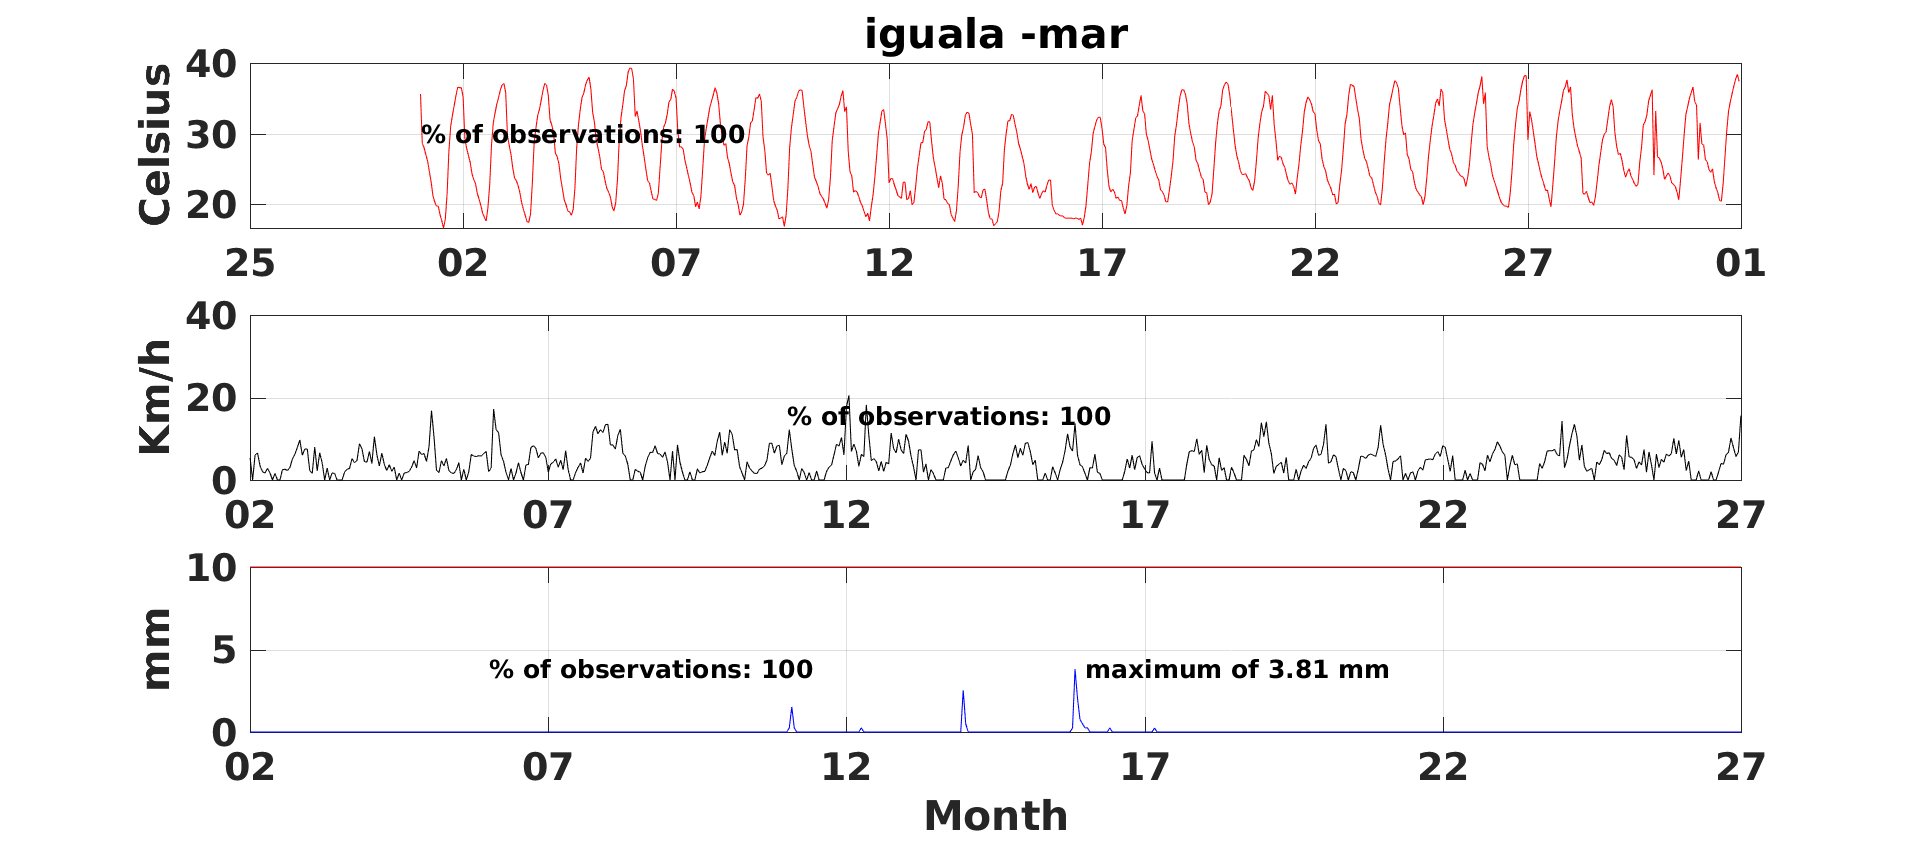 iguala -mar
Celsius
40
30
20
% of observations: 100
25 02 07 12 17 22 27 01
Km/h
40
20
0
% of observations: 100
02 07 12 17 22 27
mm
10
5
0
% of observations: 100 maximum of 3.81 mm
02 07 12 17 22 27
Month